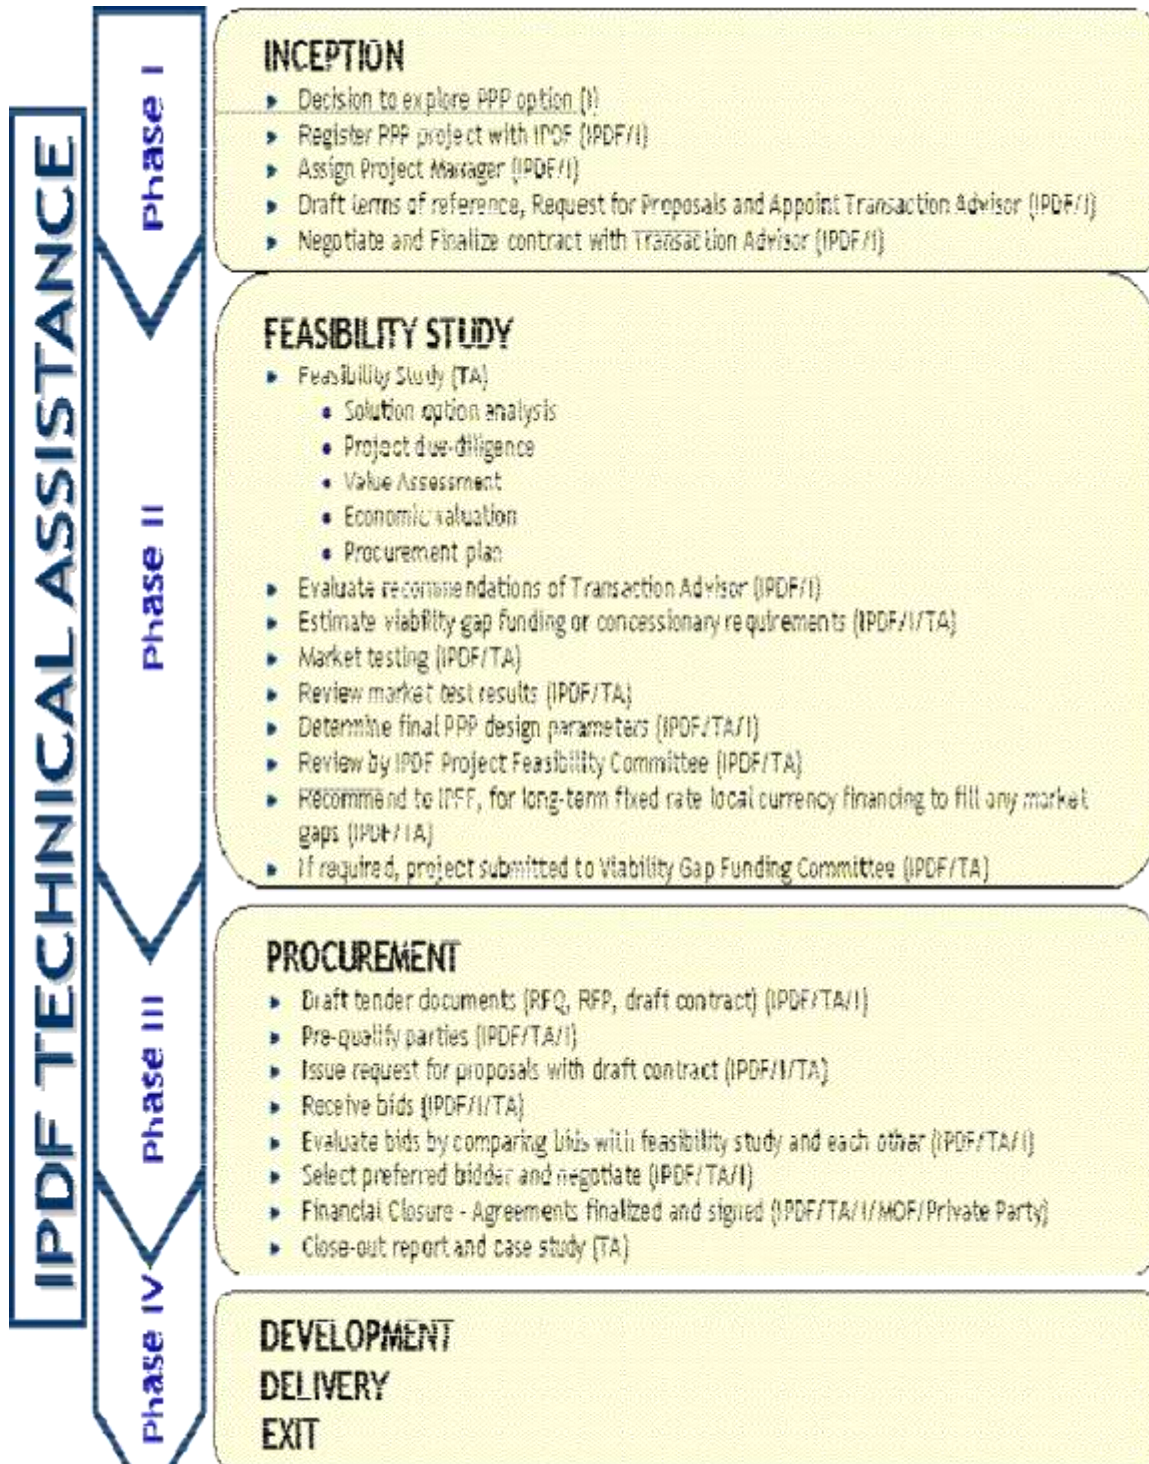 IPDF TECHNICAL ASSISTANCE
Phase I
INCEPTION
Decision to explore PPP option (I)
Register PPP project with IPDF (IPDF/I)
Assign Project Manager (IPDF/I)
Draft terms of reference, Request for Proposals and Appoint Transaction Advisor (IPDF/I)
Negotiate and Finalize contract with Transaction Advisor (IPDF/I)
Phase II
FEASIBILITY STUDY
Feasibility Study (TA)
Solution option analysis
Project due-diligence
Value Assessment
Economic valuation
Procurement plan
Evaluate recommendations of Transaction Advisor (IPDF/I)
Estimate viability gap funding or concessionary requirements (IPDF/I/TA)
Market testing (IPDF/TA)
Review market test results (IPDF/TA)
Determine final PPP design parameters (IPDF/TA/I)
Review by IPDF Project Feasibility Committee (IPDF/TA)
Recommend to IPFF, for long-term fixed rate local currency financing to fill any market
gaps (IPDF/TA)
If required, project submitted to Viability Gap Funding Committee (IPDF/TA)
Phase III
PROCUREMENT
Draft tender documents (RFQ, RFP, draft contract) (IPDF/TA/I)
Pre-qualify parties (IPDF/TA/I)
Issue request for proposals with draft contract (IPDF/I/TA)
Receive bids (IPDF/I/TA)
Evaluate bids by comparing bids with feasibility study and each other (IPDF/TA/I)
Select preferred bidder and negotiate (IPDF/TA/I)
Financial Closure - Agreements finalized and signed (IPDF/TA/I/MOF/Private Party)
Close-out report and case study (TA)
Phase IV
DEVELOPMENT
DELIVERY
EXIT